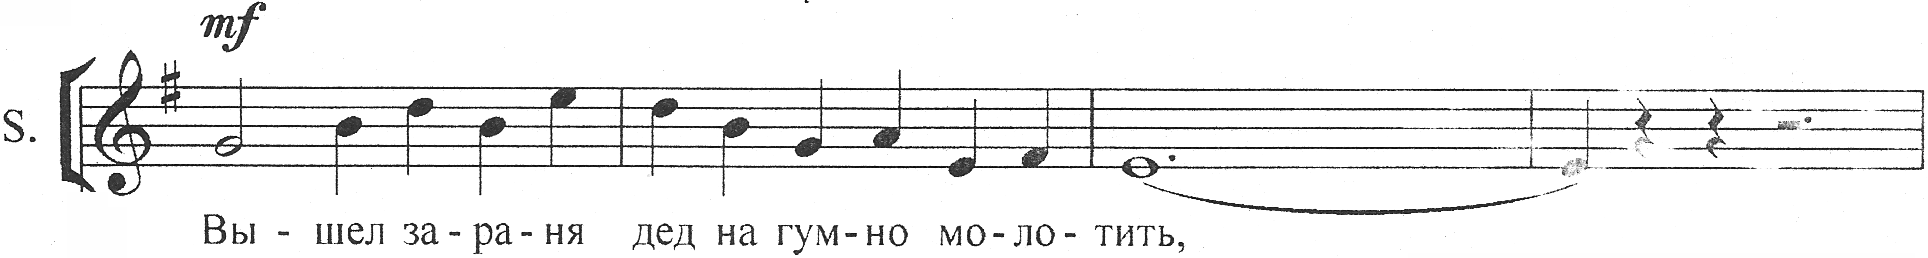 mf
S.
Вы - шел за - ра - ня дед на гум - но мо - ло - тить,